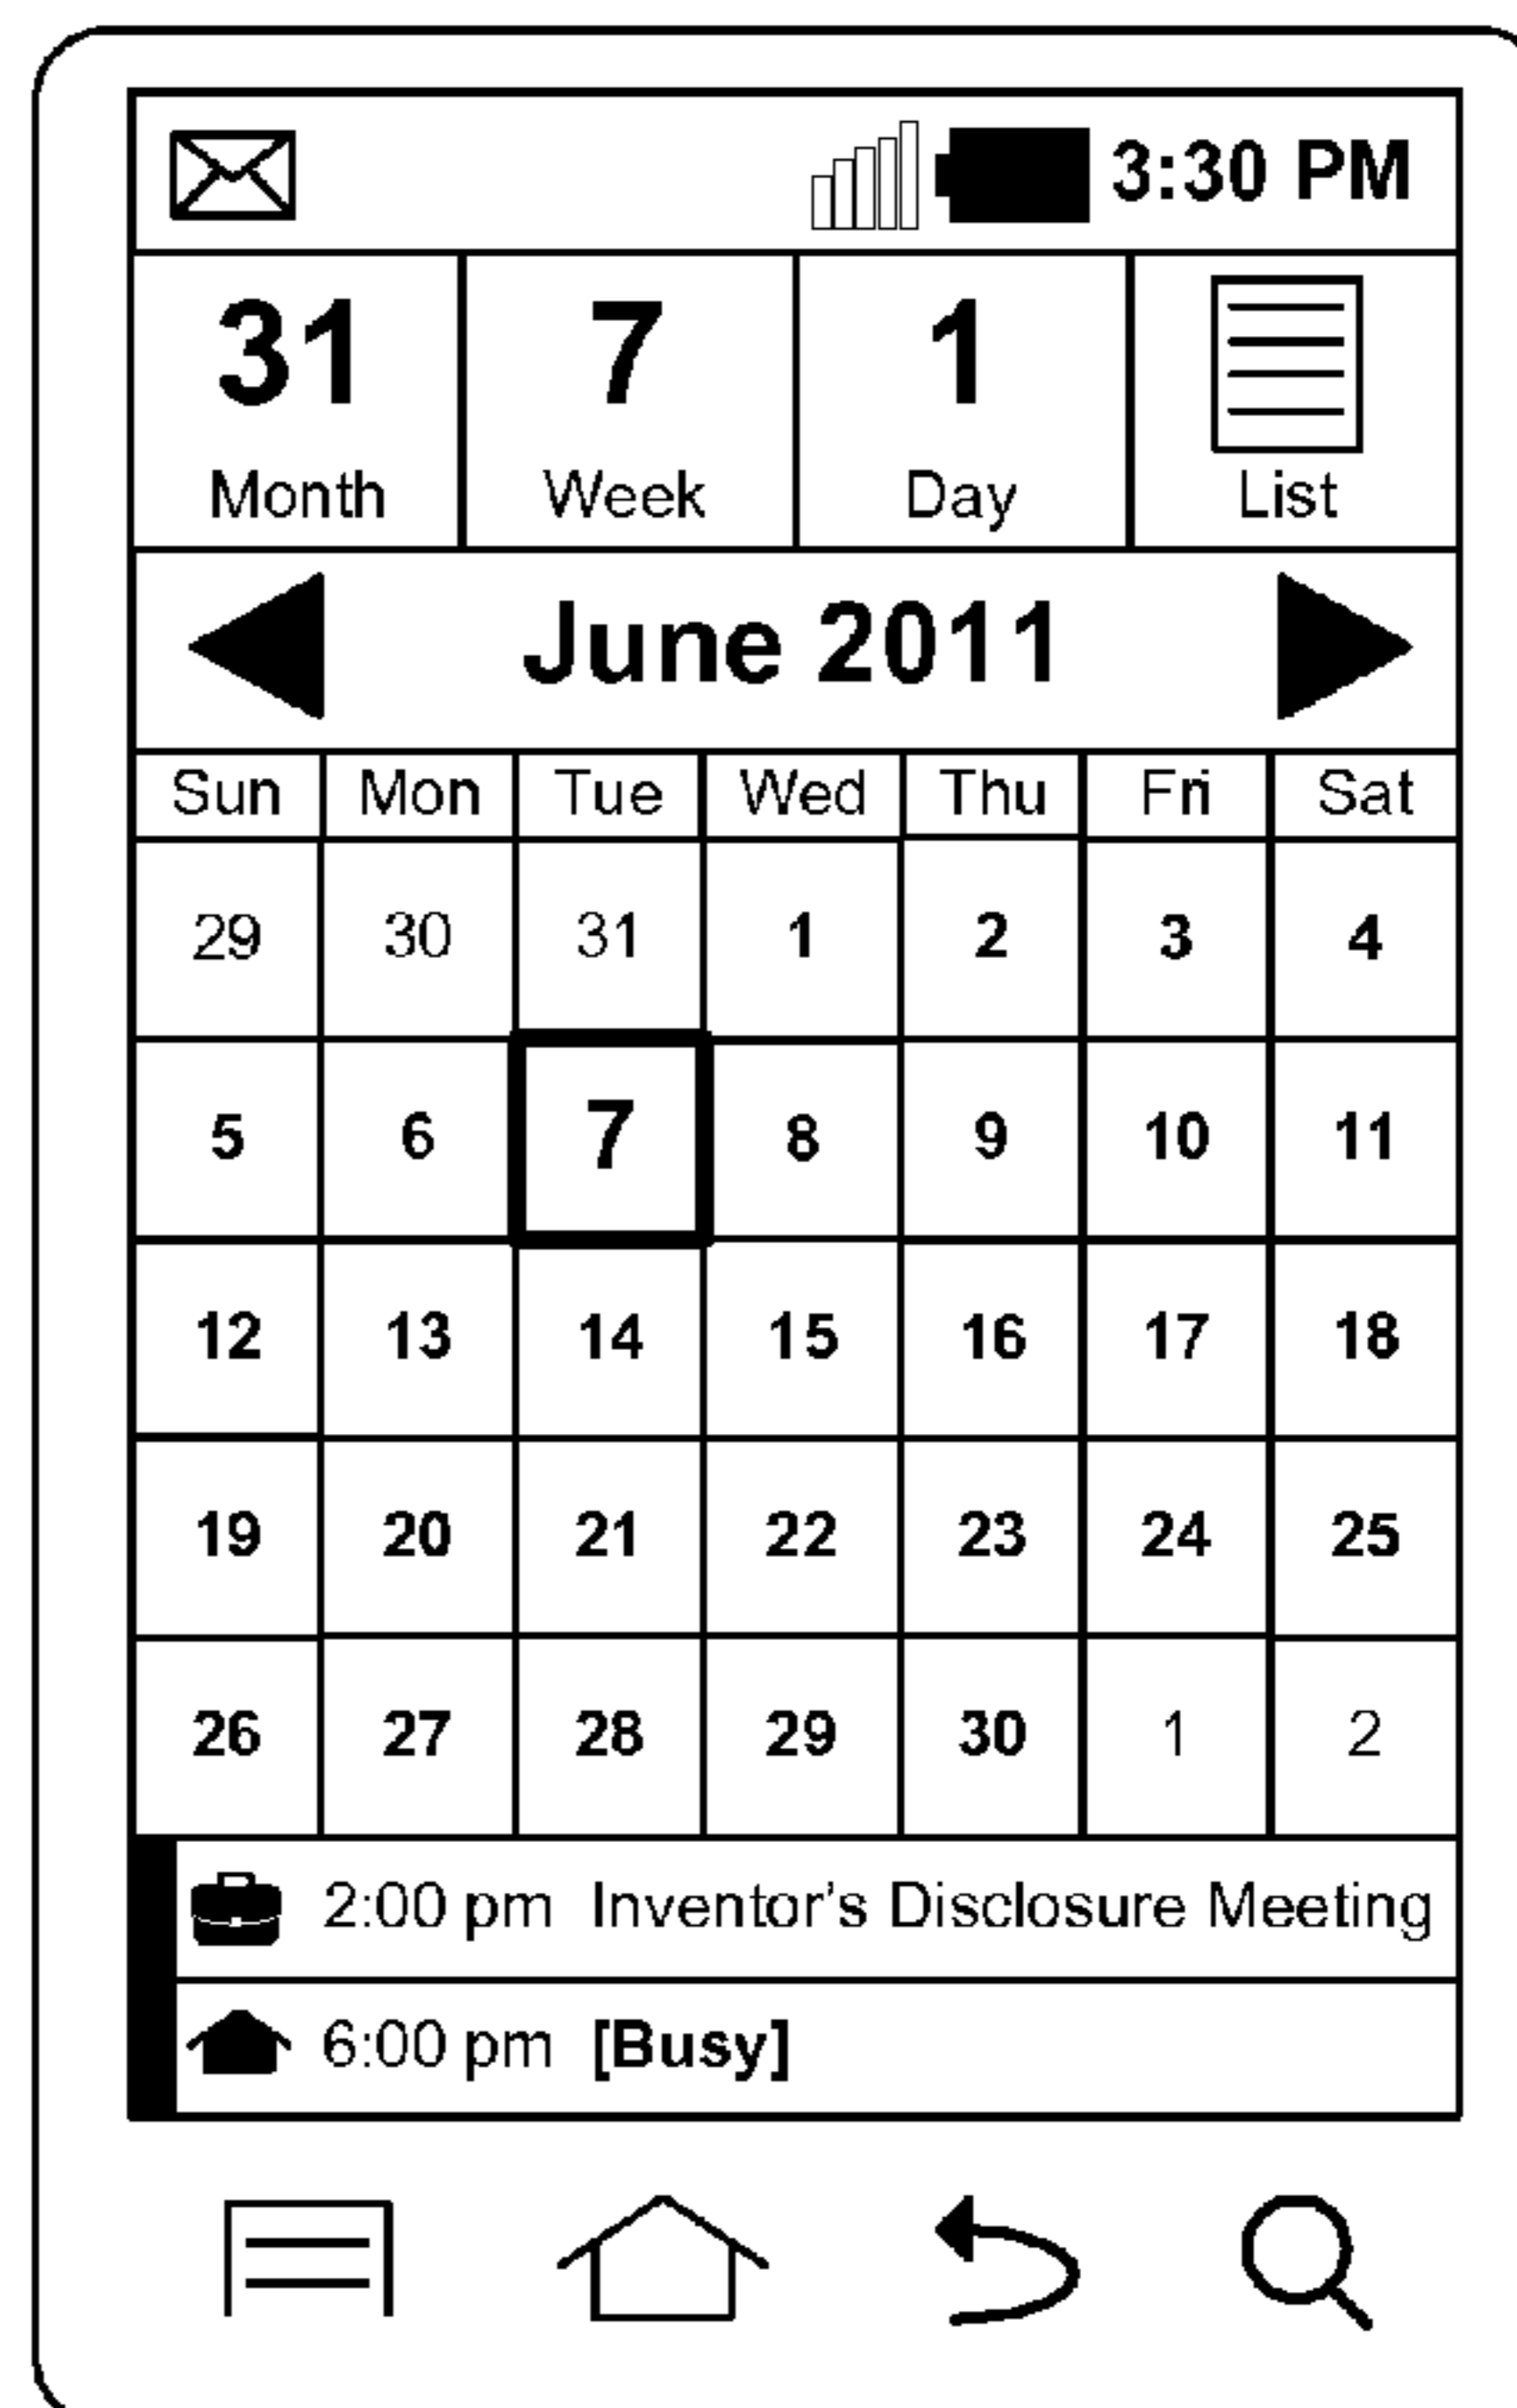 3:30 PM
31 7 1
Month Week Day List
June 2011
Sun Mon Tue Wed Thu Fri Sat
29 30 31 1 2 3 4
5 6 7 8 9 10 11
12 13 14 15 16 17 18
19 20 21 22 23 24 25
26 27 28 29 30 1 2
2:00 pm Inventor’s Disclosure Meeting
6:00 pm [Busy]